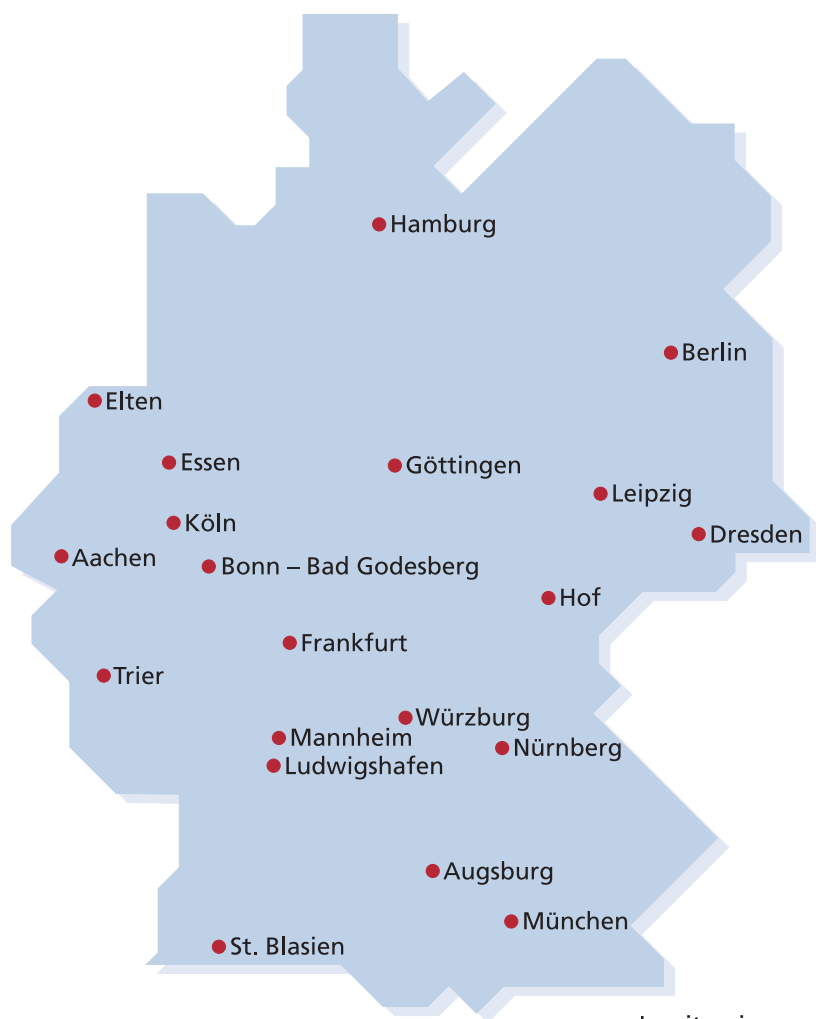 Hamburg
Berlin
Elten
Essen
Göttingen
Leipzig
Köln
Dresden
Aachen
Bonn – Bad Godesberg
Hof
Frankfurt
Trier
Würzburg
Mannheim
Nürnberg
Ludwigshafen
Augsburg
München
St. Blasien